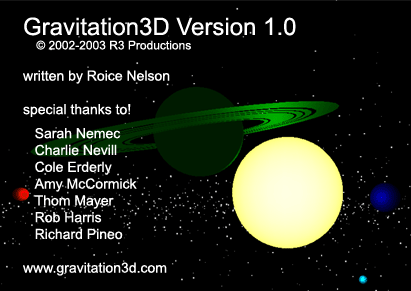 Gravitation3D Version 1.0
© 2002-2003 R3 Productions
written by Roice Nelson
special thanks to!
Sarah Nemec
Charlie Nevill
Cole Erderly
Amy McCormick
Thom Mayer
Rob Harris
Richard Pineo
www.gravitation3d.com